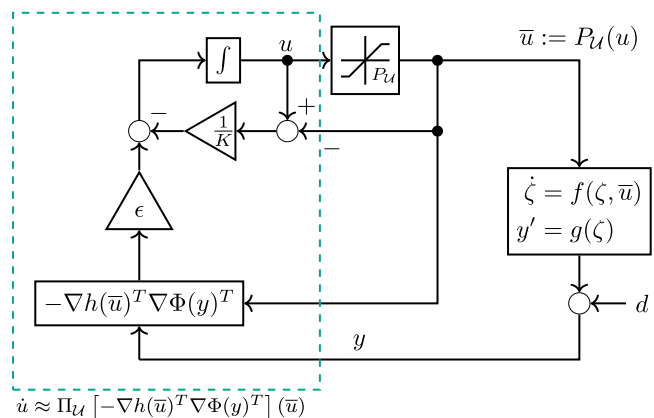 ∫
u
P_𝒰
u̅ := P_𝒰(u)
−
1/K
+
−
ϵ
ζ̇ = f(ζ, u̅)
y′ = g(ζ)
−∇h(u̅)^T ∇Φ(y)^T
d
y
u̇ ≈ Π_𝒰 ⌈−∇h(u̅)^T ∇Φ(y)^T⌉ (u̅)